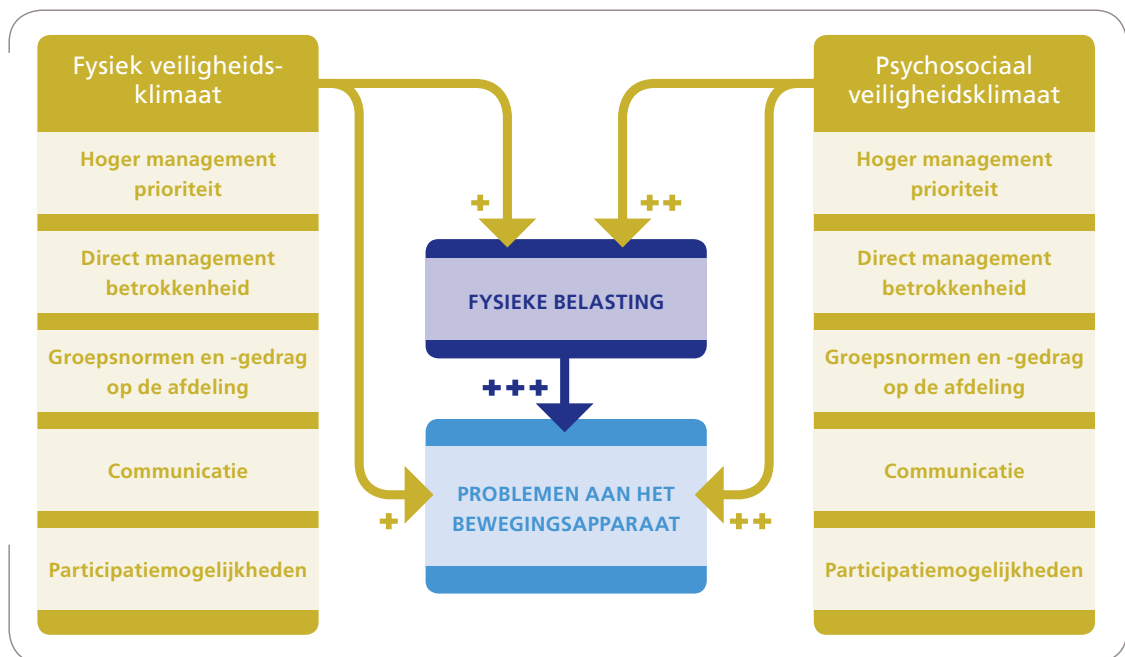 Fysiek veiligheids-
klimaat
Hoger management
prioriteit
Direct management
betrokkenheid
Groepsnormen en -gedrag
op de afdeling
Communicatie
Participatiemogelijkheden
+
++
FYSIEKE BELASTING
+++
PROBLEMEN AAN HET
BEWEGINGSAPPARAAT
+
++
Psychosociaal
veiligheidsklimaat
Hoger management
prioriteit
Direct management
betrokkenheid
Groepsnormen en -gedrag
op de afdeling
Communicatie
Participatiemogelijkheden